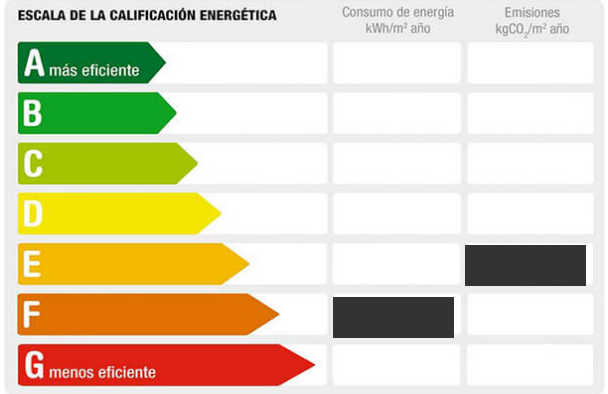 ESCALA DE LA CALIFICACIÓN ENERGÉTICA
Consumo de energía
kWh/m² año
Emisiones
kgCO₂/m² año
A más eficiente
B
C
D
E
F
G menos eficiente